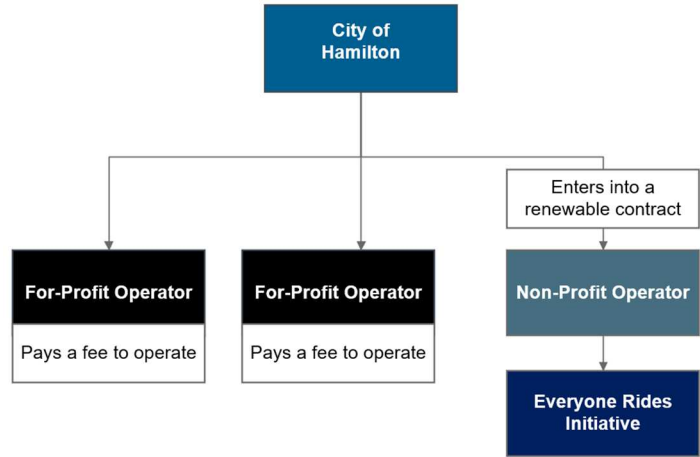 City of
Hamilton
Enters into a
renewable contract
For-Profit Operator
For-Profit Operator
Non-Profit Operator
Pays a fee to operate
Pays a fee to operate
Everyone Rides
Initiative